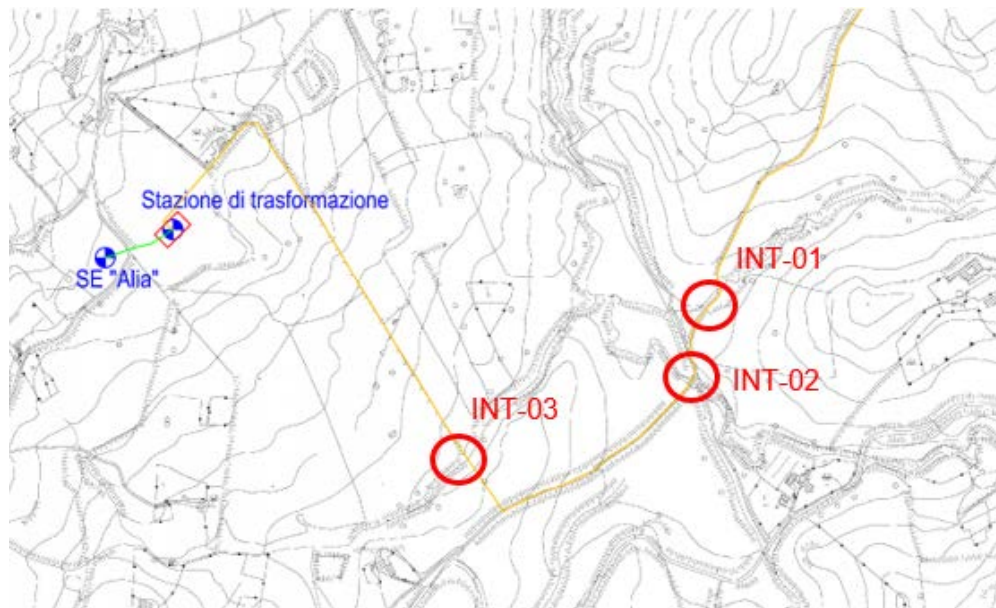 Stazione di trasformazione
SE "Alia"
INT-01
INT-02
INT-03